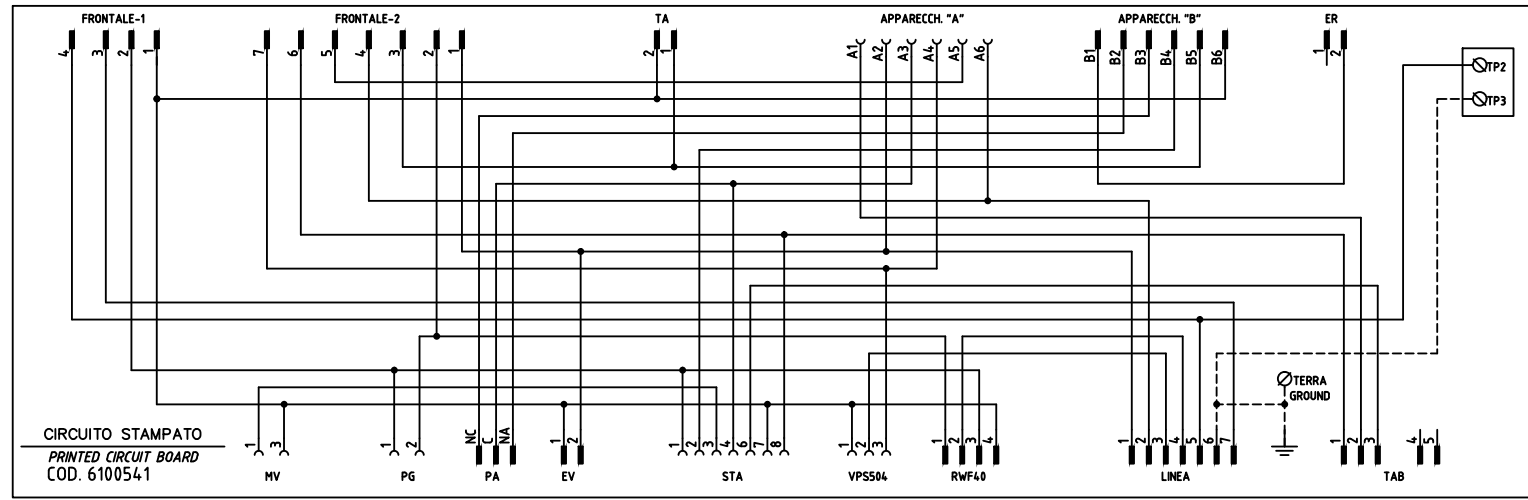 FRONTALE-1 FRONTALE-2 TA APPARECCH. "A" APPARECCH. "B" ER
4 3 2 1 7 6 5 4 3 2 1 2 1 A1 A2 A3 A4 A5 A6 B1 B2 B3 B4 B5 B6 1 2
TP2
TP3
TERRA
GROUND
CIRCUITO STAMPATO
PRINTED CIRCUIT BOARD
COD. 6100541
1 3 1 2 NC C NA 1 2 1 2 3 4 6 7 8 1 2 3 1 2 3 4 1 2 3 4 5 6 7 1 2 3 4 5
MV PG PA EV STA VPS504 RWF40 LINEA TAB